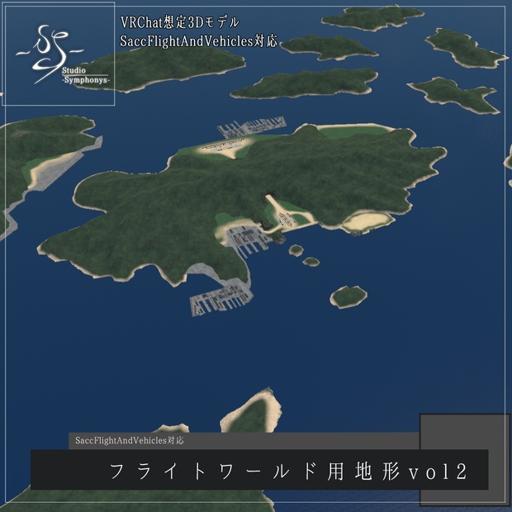 VRChat想定3Dモデル
SaccFlightAndVehicles対応
Studio
-Symphonys-
SaccFlightAndVehicles対応
フライトワールド用地形vol2